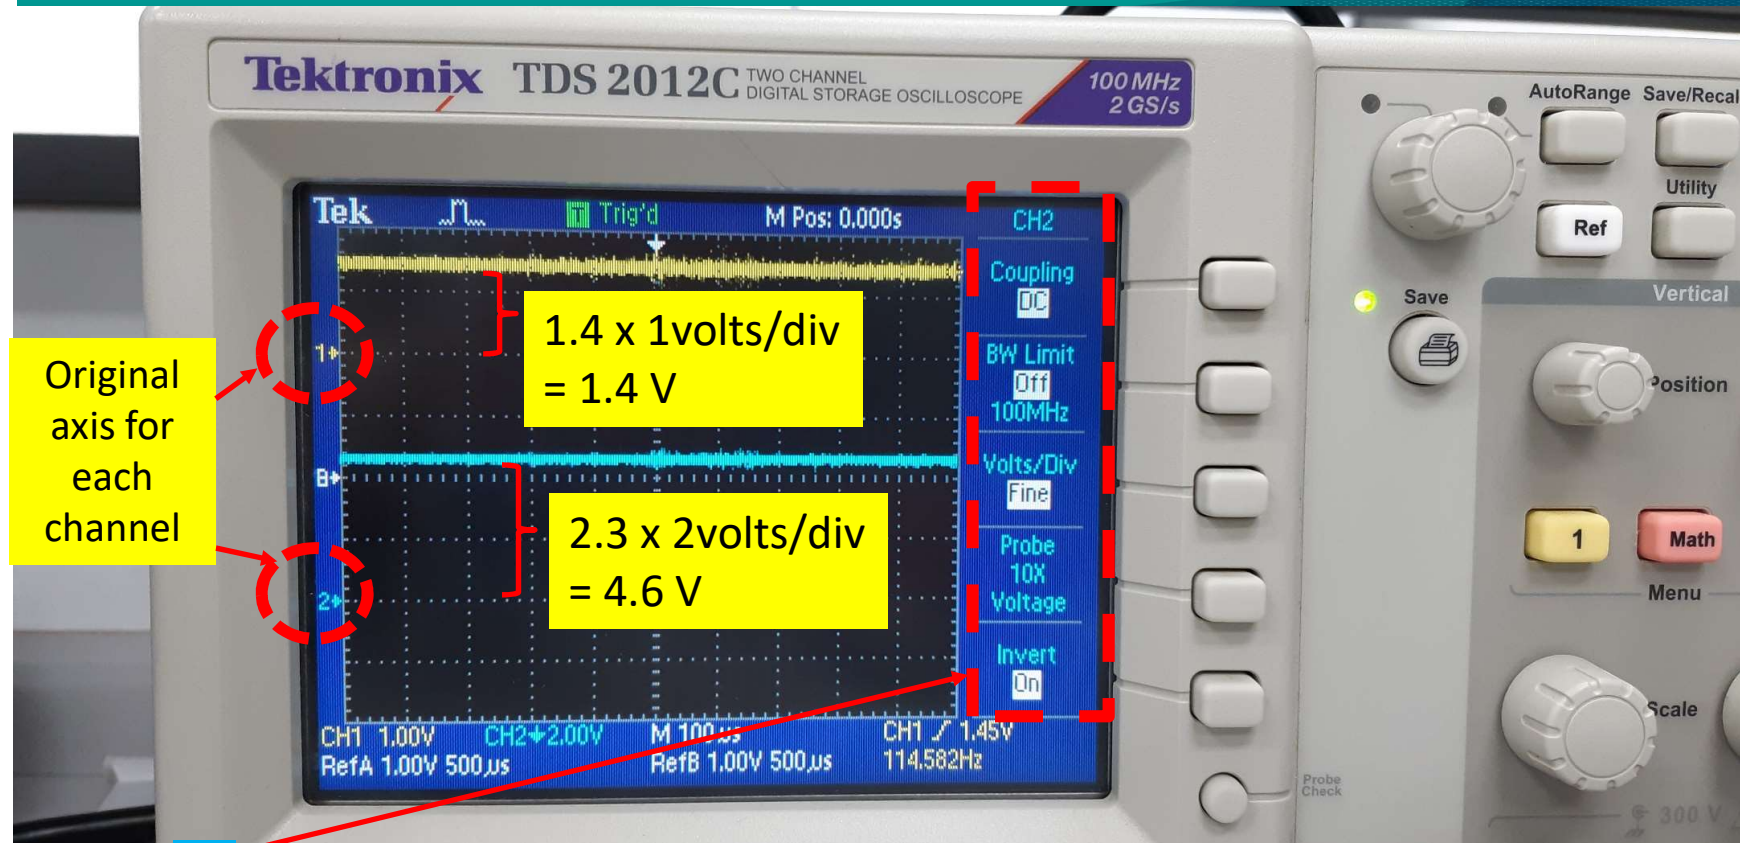 Tektronix TDS 2012C TWO CHANNEL DIGITAL STORAGE OSCILLOSCOPE
100 MHz
2 GS/s
AutoRange Save/Recal
Utility
Ref
Save
Vertical
Position
1 Math
Menu
Scale
Probe
Check
300 V
Tek Trig'd M Pos: 0.000s CH2
Coupling
DC
BW Limit
Off
100MHz
Volts/Div
Fine
Probe
10X
Voltage
Invert
On
1
B
2
CH1 1.00V CH2 2.00V M 100µs CH1 1.45V
RefA 1.00V 500µs RefB 1.00V 500µs 114.582Hz
1.4 x 1volts/div
= 1.4 V
2.3 x 2volts/div
= 4.6 V
Original
axis for
each
channel